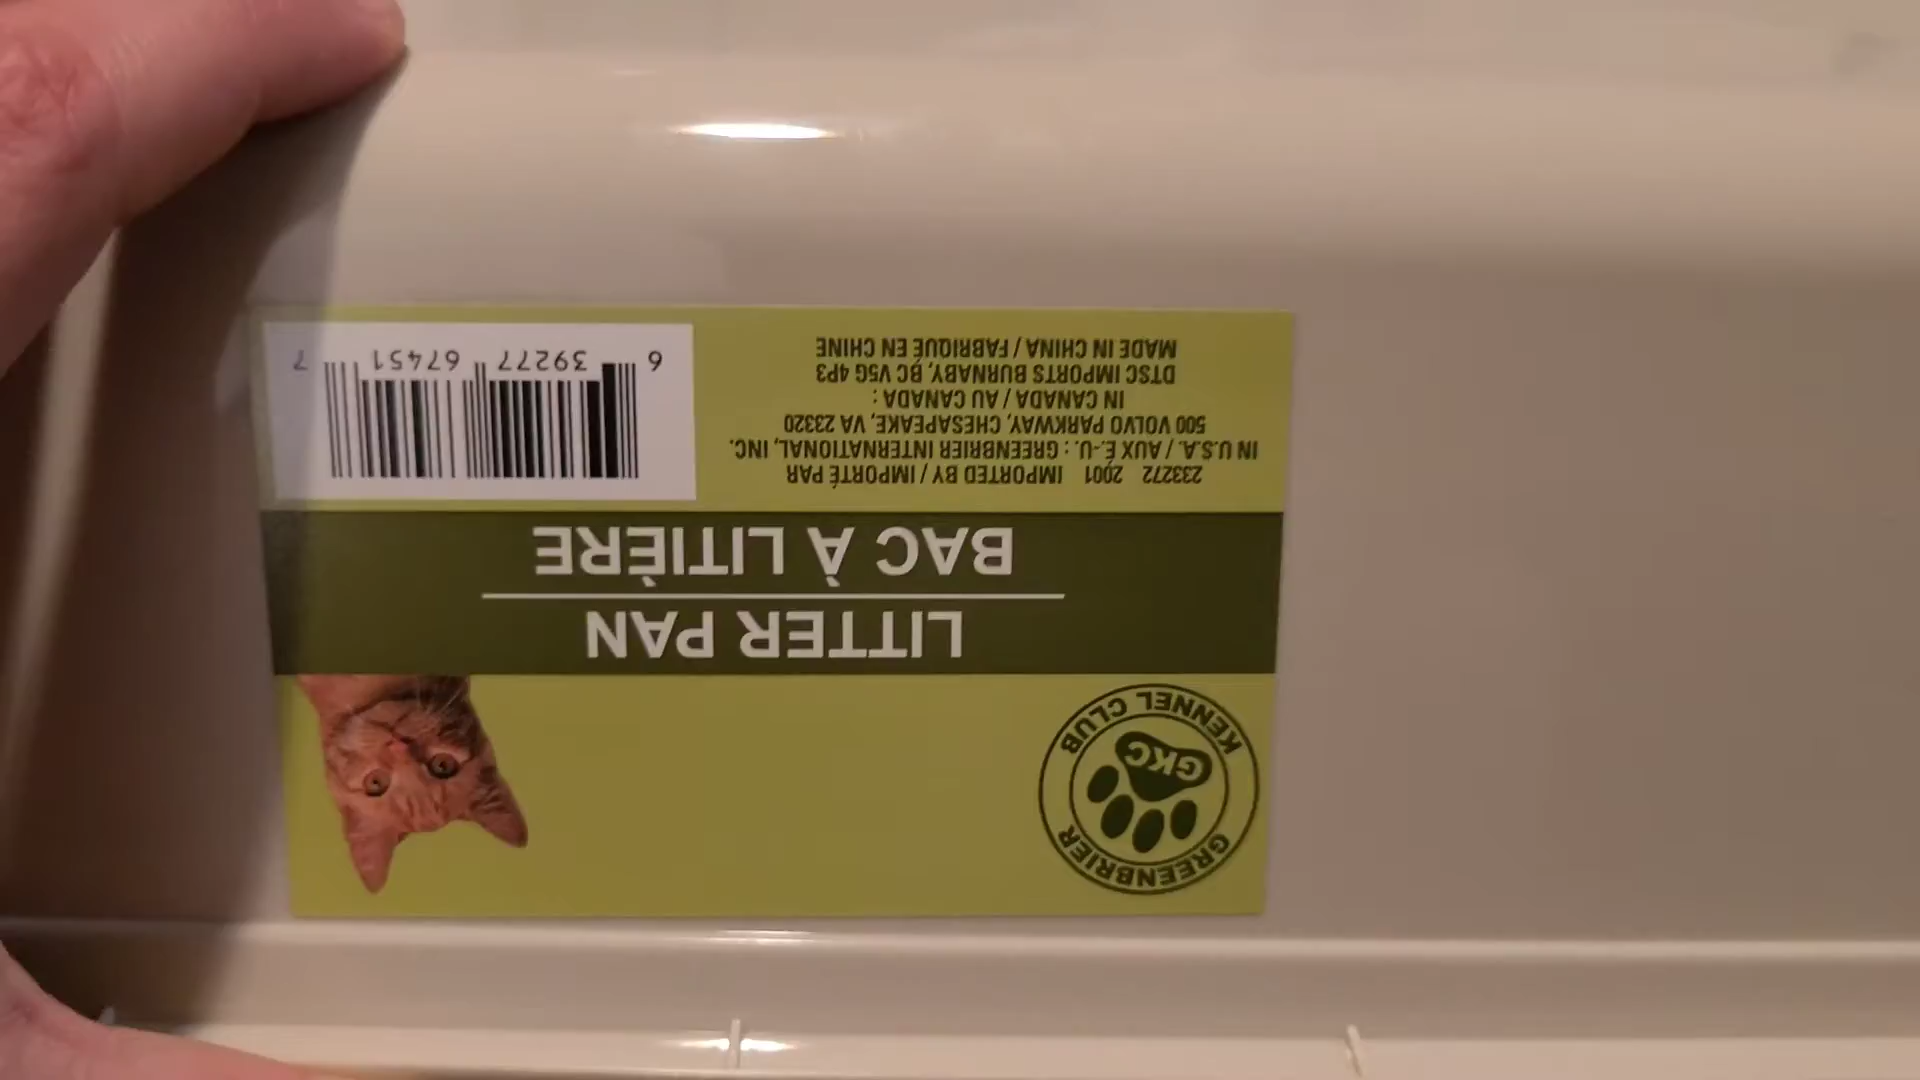 GREENBRIER
KENNEL CLUB
GKC
LITTER PAN
BAC À LITIÈRE
233272 2001 IMPORTED BY / IMPORTÉ PAR
IN U.S.A. / AUX É.-U. : GREENBRIER INTERNATIONAL, INC.
500 VOLVO PARKWAY, CHESAPEAKE, VA 23320
IN CANADA / AU CANADA :
DTSC IMPORTS BURNABY, BC V5G 4P3
MADE IN CHINA / FABRIQUÉ EN CHINE
6 39277 67451 7